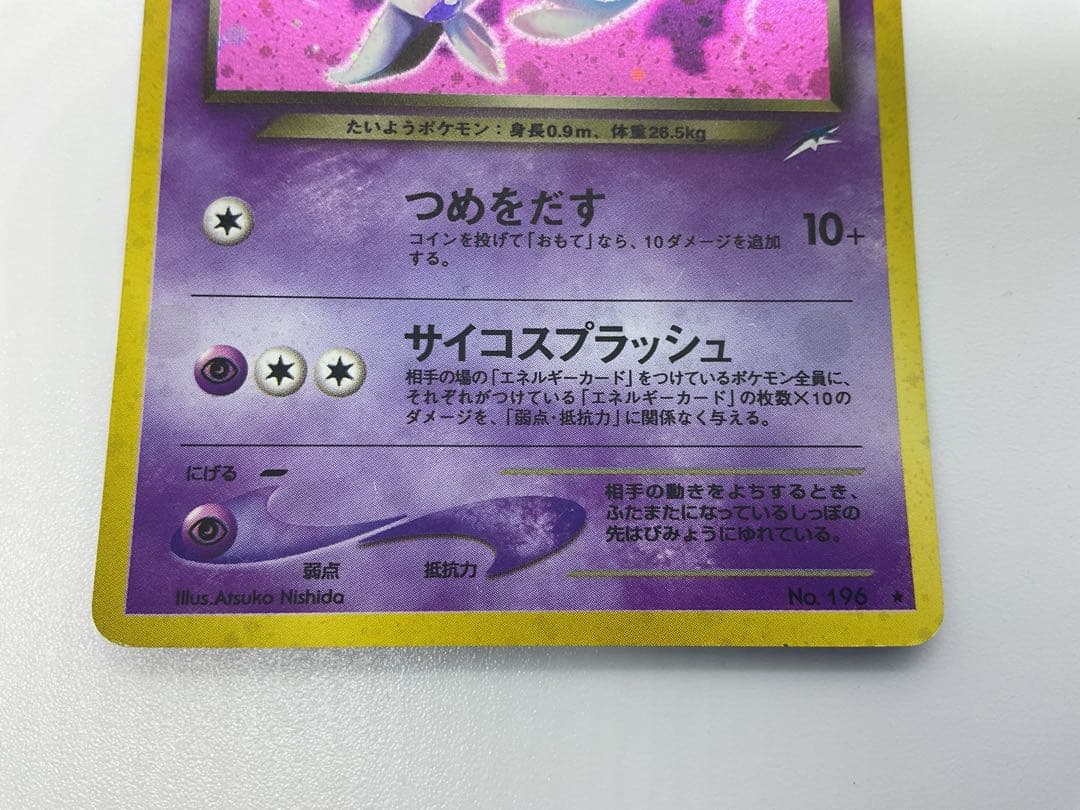 たいようポケモン：身長0.9m、体重26.5kg
つめをだす
10+
コインを投げて「おもて」なら、10ダメージを追加
する。
サイコスプラッシュ
相手の場の「エネルギーカード」をつけているポケモン全員に、
それぞれがつけている「エネルギーカード」の枚数×10の
ダメージを、「弱点・抵抗力」に関係なく与える。
にげる
相手の動きをよちするとき、
ふたまたになっているしっぽの
先はびみょうにゆれている。
弱点
抵抗力
Illus.Atsuko Nishida
No. 196 ★